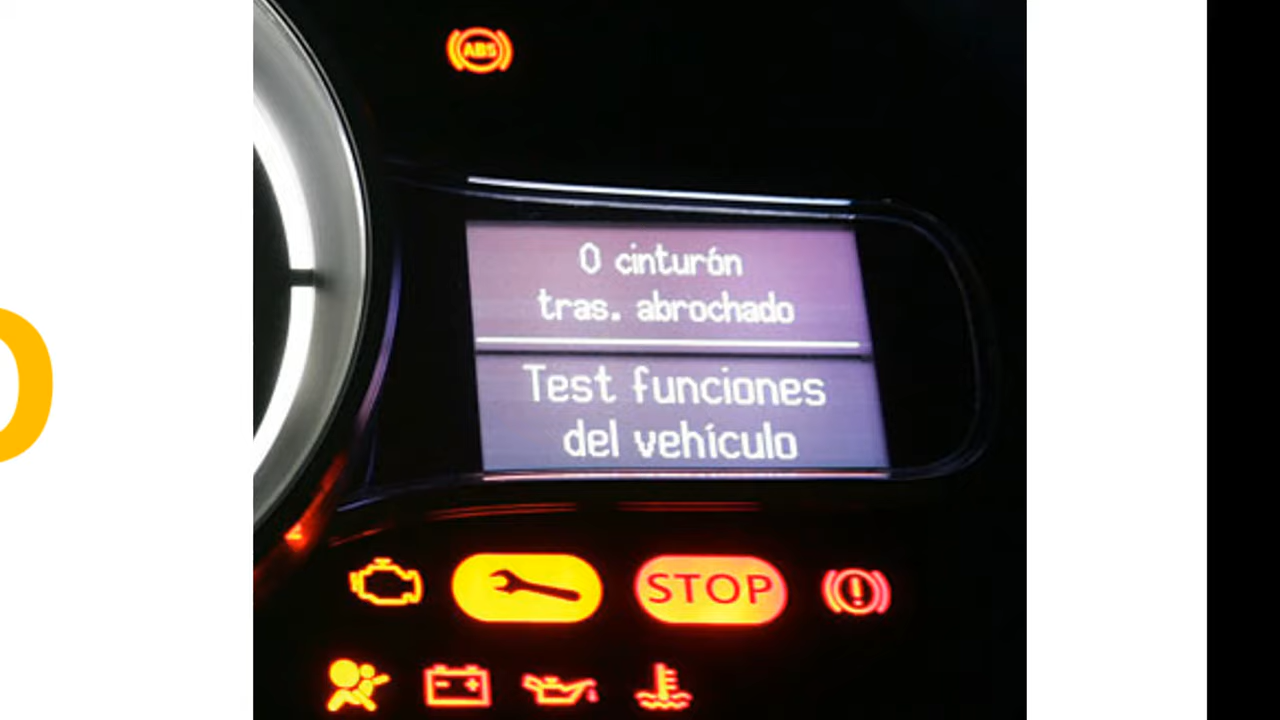 ABS
0 cinturón
tras. abrochado
Test funciones
del vehículo
STOP